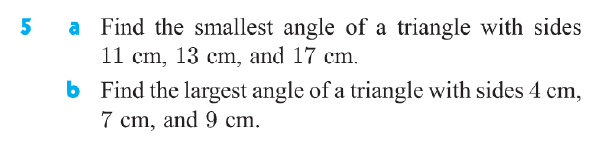 5 a Find the smallest angle of a triangle with sides
11 cm, 13 cm, and 17 cm.
b Find the largest angle of a triangle with sides 4 cm,
7 cm, and 9 cm.